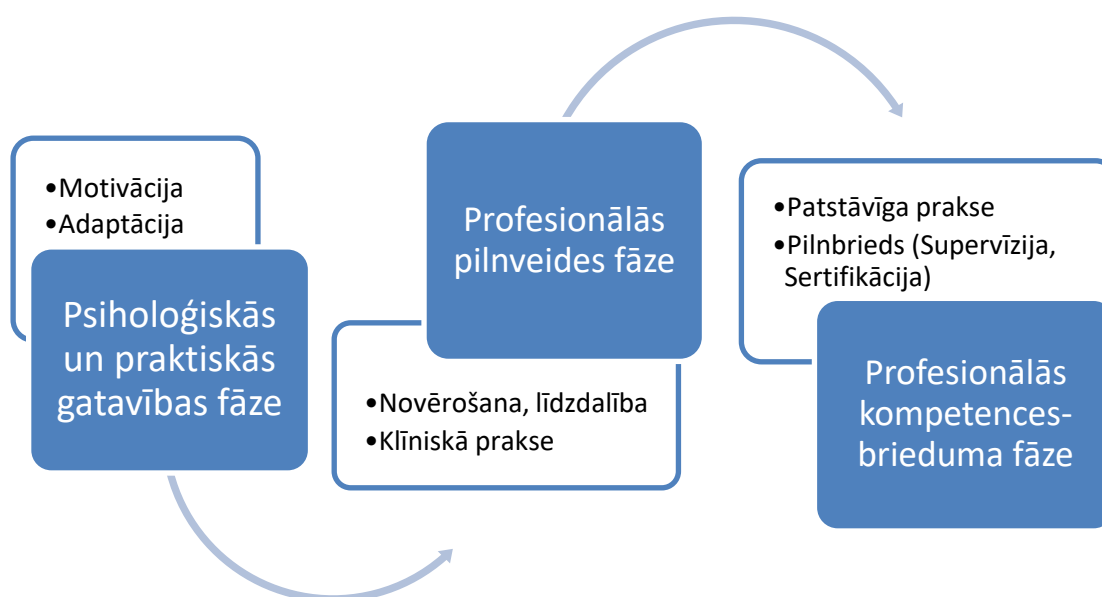 •Motivācija
•Adaptācija
Psiholoģiskās
un praktiskās
gatavības fāze
Profesionālās
pilnveides fāze
•Novērošana, līdzdalība
•Klīniskā prakse
•Patstāvīga prakse
•Pilnbrieds (Supervīzija,
Sertifikācija)
Profesionālās
kompetences-
brieduma fāze